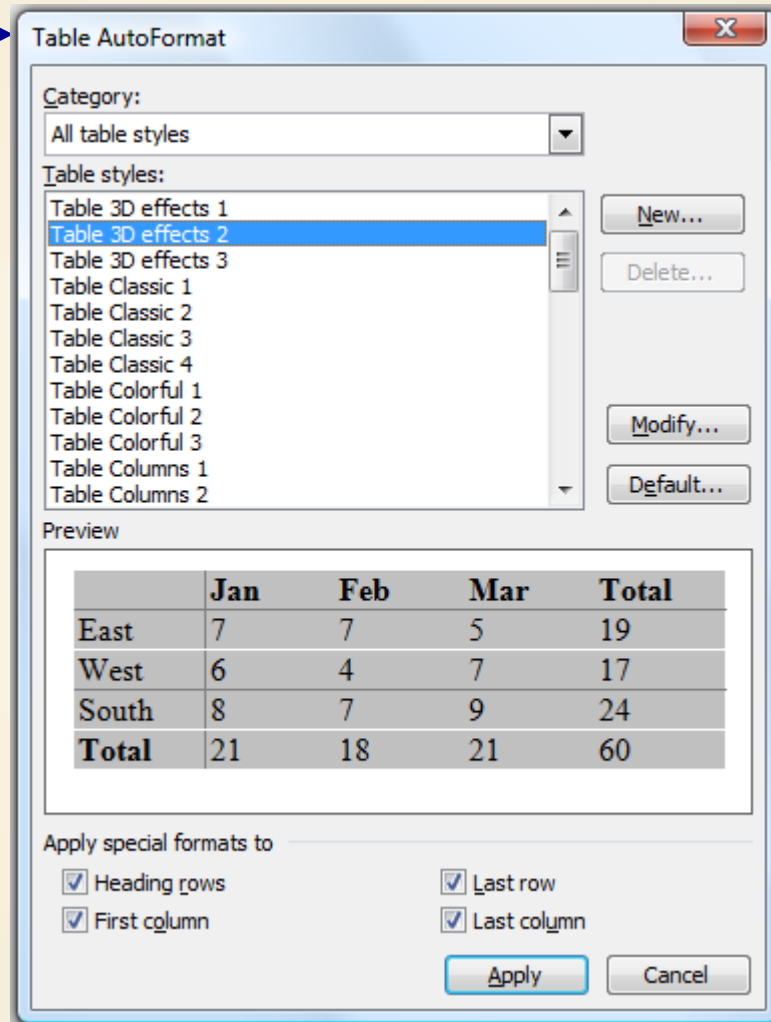 Table AutoFormat
Category:
All table styles
Table styles:
Table 3D effects 1
Table 3D effects 2
Table 3D effects 3
Table Classic 1
Table Classic 2
Table Classic 3
Table Classic 4
Table Colorful 1
Table Colorful 2
Table Colorful 3
Table Columns 1
Table Columns 2
New...
Delete...
Modify...
Default...
Preview
Jan Feb Mar Total
East 7 7 5 19
West 6 4 7 17
South 8 7 9 24
Total 21 18 21 60
Apply special formats to
Heading rows Last row
First column Last column
Apply Cancel